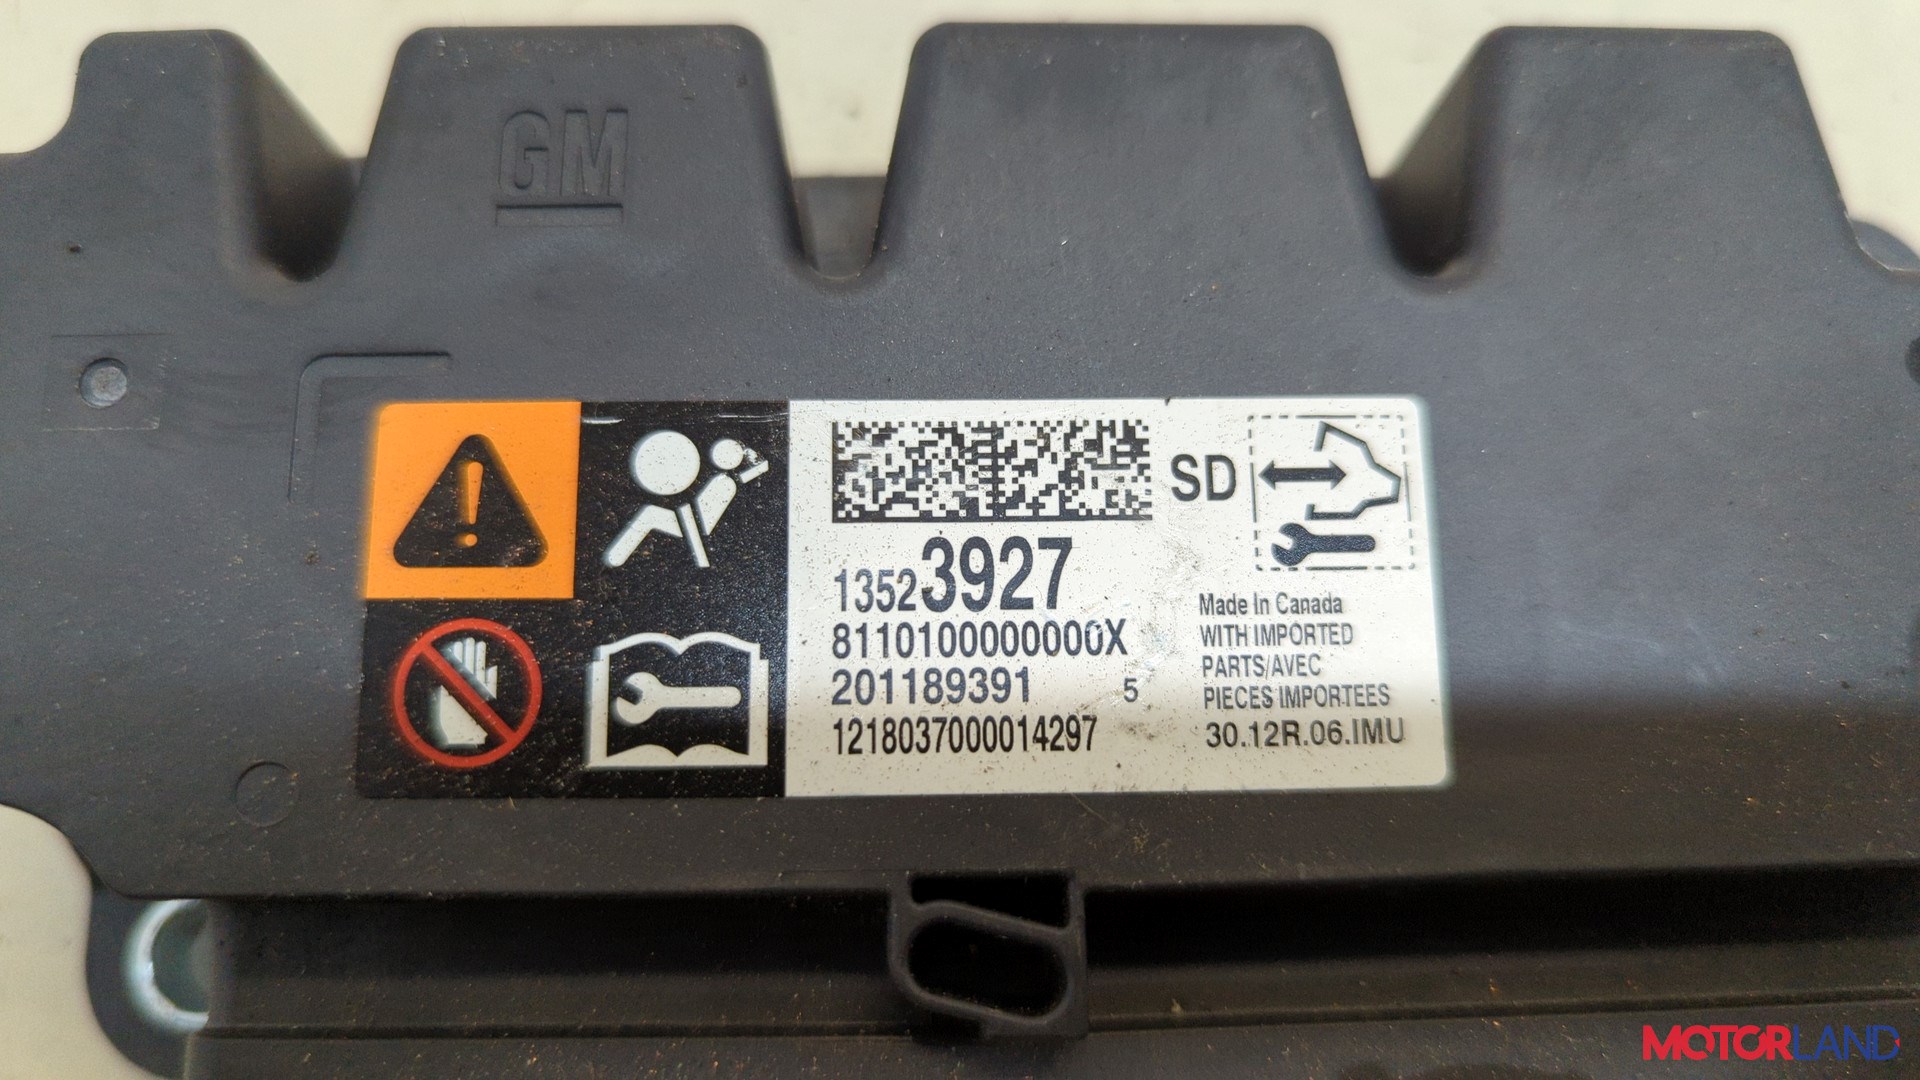 GM
SD
13523927
8110100000000X
201189391 5
1218037000014297
Made In Canada
WITH IMPORTED
PARTS/AVEC
PIECES IMPORTEES
30.12R.06.IMU
MOTORLAND